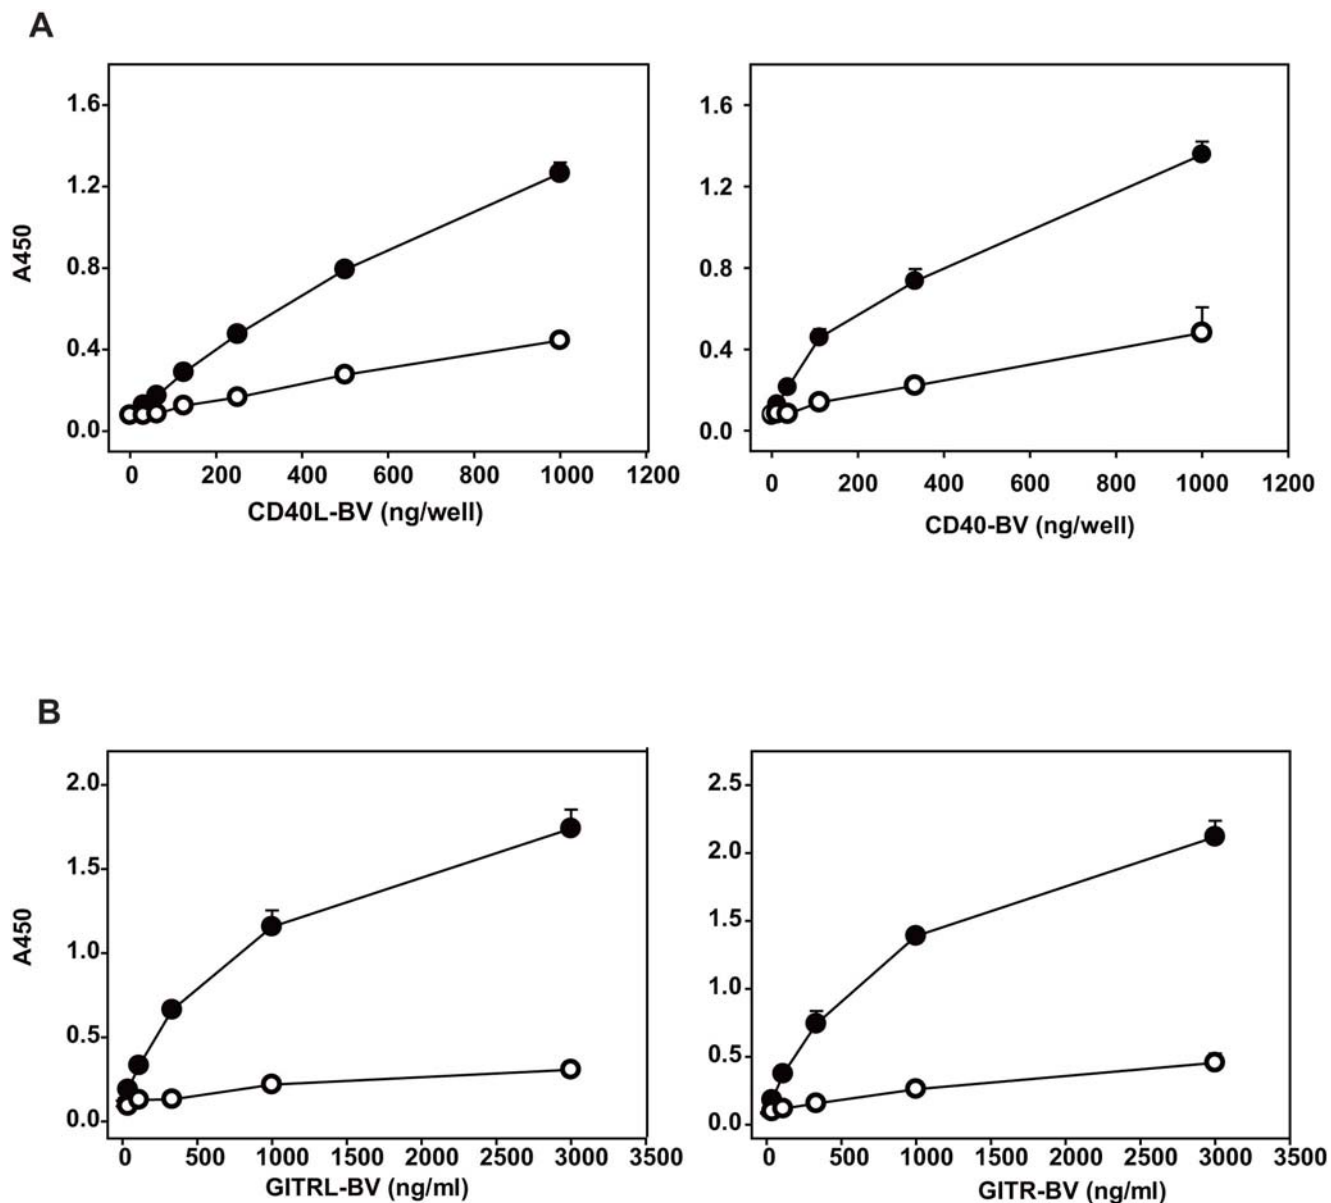 A
1.6
1.2
0.8
0.4
0.0
A450
0 200 400 600 800 1000 1200
CD40L-BV (ng/well)
1.6
1.2
0.8
0.4
0.0
0 200 400 600 800 1000 1200
CD40-BV (ng/well)
B
2.0
1.5
1.0
0.5
0.0
A450
0 500 1000 1500 2000 2500 3000 3500
GITRL-BV (ng/ml)
2.5
2.0
1.5
1.0
0.5
0.0
0 500 1000 1500 2000 2500 3000 3500
GITR-BV (ng/ml)